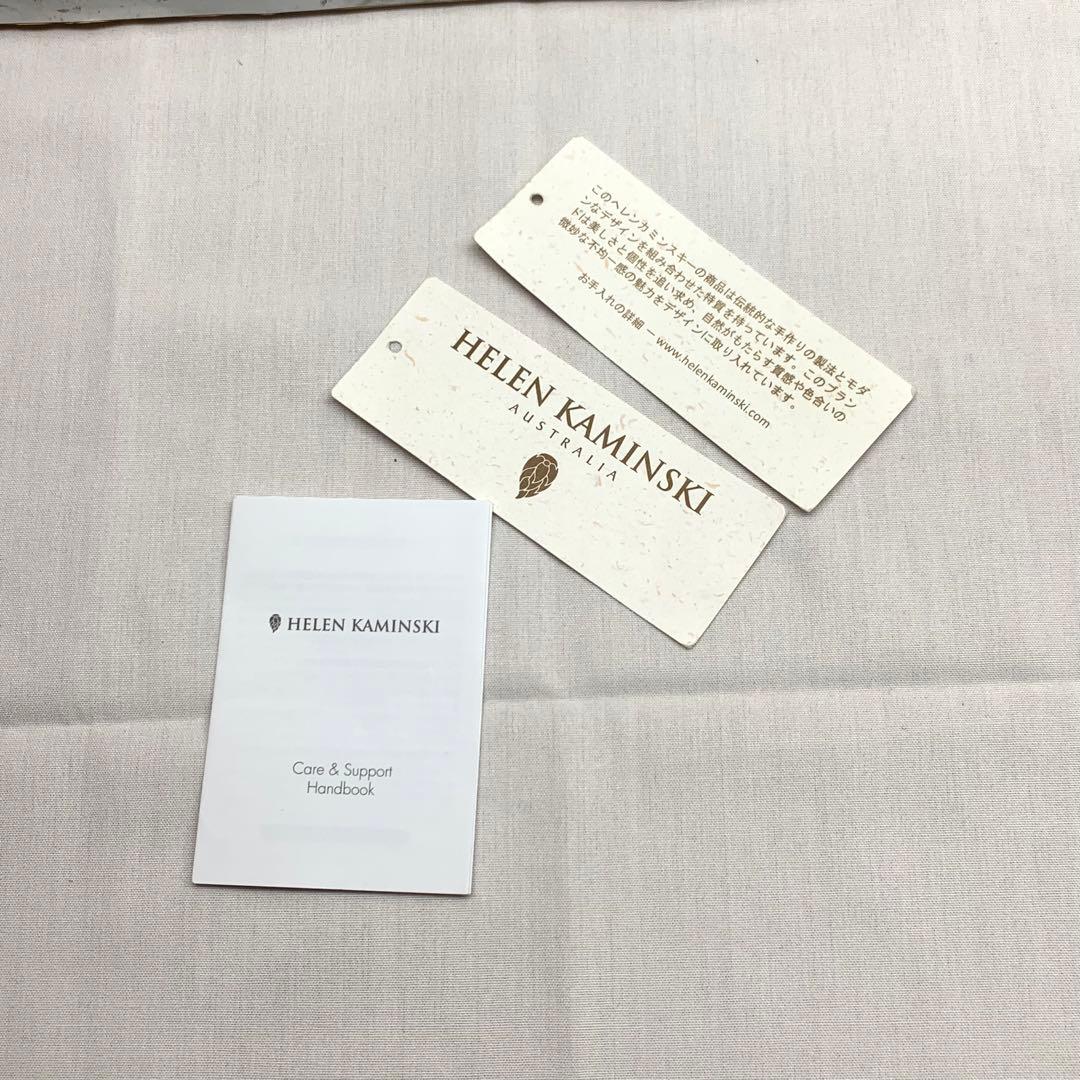 このヘレンカミンスキーの商品は伝統的な手作りの製法とモダ
ンなデザインを組み合わせた特質を持っています。このブラン
ドは美しさと個性を追い求め、自然がもたらす質感や色合いの
微妙な不均一感の魅力をデザインに取り入れています。
お手入れの詳細 – www.helenkaminski.com
HELEN KAMINSKI
AUSTRALIA
HELEN KAMINSKI
Care & Support
Handbook